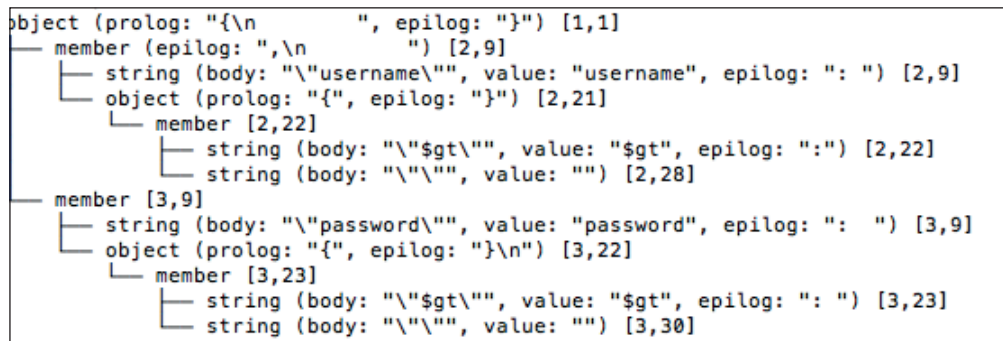 object (prolog: "{\n        ", epilog: "}") [1,1]
├── member (epilog: ",\n        ") [2,9]
│   ├── string (body: "\"username\"", value: "username", epilog: ": ") [2,9]
│   └── object (prolog: "{", epilog: "}") [2,21]
│       └── member [2,22]
│           ├── string (body: "\"$gt\"", value: "$gt", epilog: ":") [2,22]
│           └── string (body: "\"\"", value: "") [2,28]
└── member [3,9]
    ├── string (body: "\"password\"", value: "password", epilog: ":  ") [3,9]
    └── object (prolog: "{", epilog: "}\n") [3,22]
        └── member [3,23]
            ├── string (body: "\"$gt\"", value: "$gt", epilog: ": ") [3,23]
            └── string (body: "\"\"", value: "") [3,30]